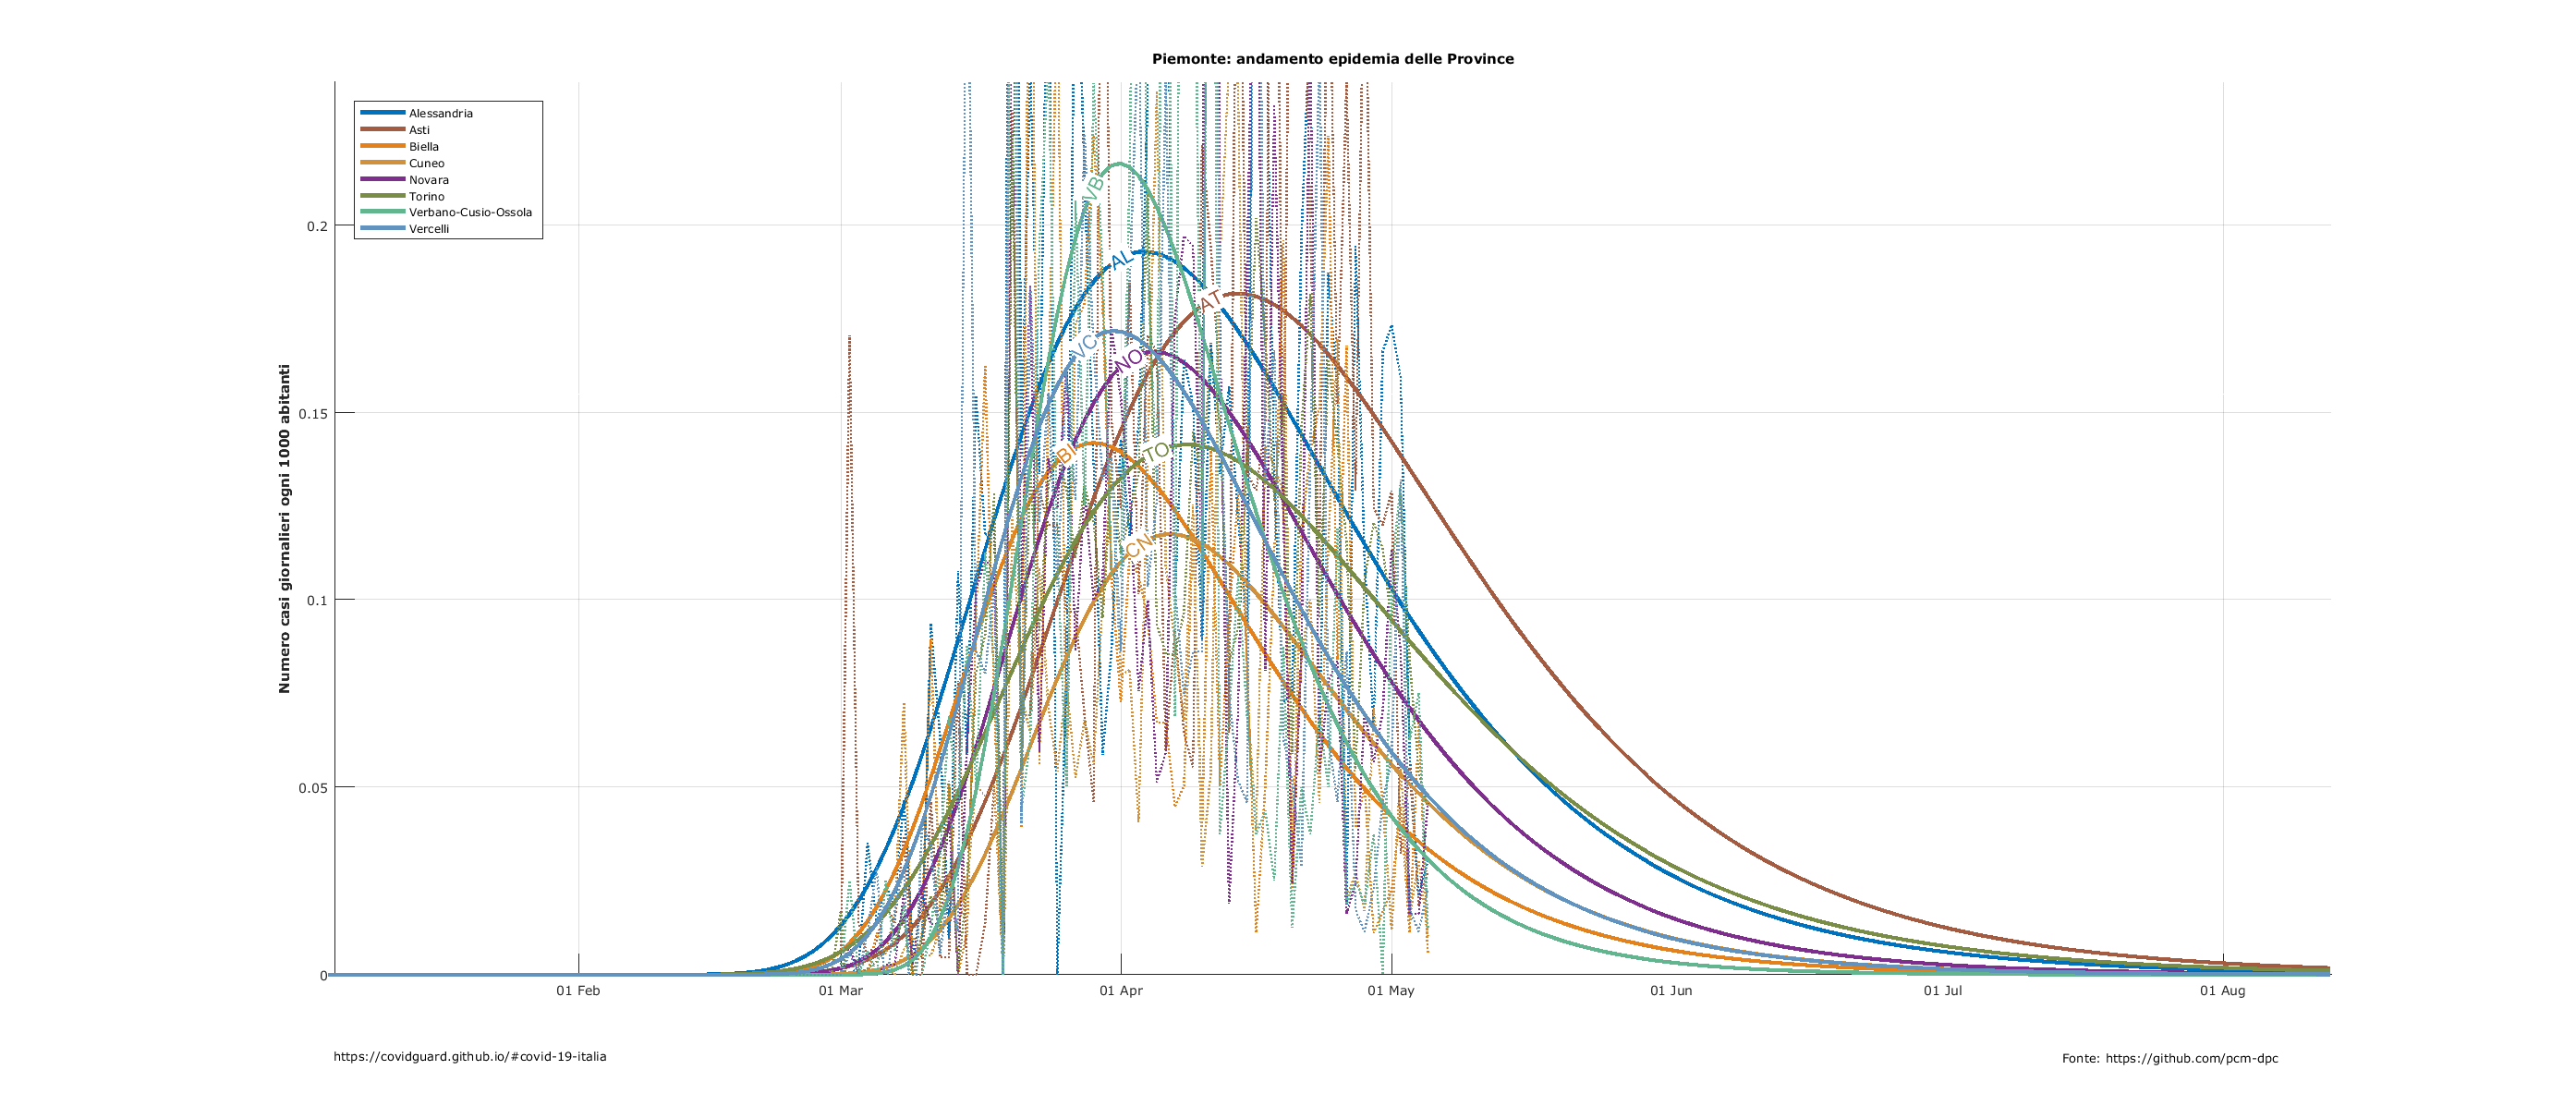 Piemonte: andamento epidemia delle Province
Alessandria
Asti
Biella
Cuneo
Novara
Torino
Verbano-Cusio-Ossola
Vercelli
Numero casi giornalieri ogni 1000 abitanti
0.2
0.15
0.1
0.05
0
VB
AL
AT
VC
NO
BI
TO
CN
01 Feb
01 Mar
01 Apr
01 May
01 Jun
01 Jul
01 Aug
https://covidguard.github.io/#covid-19-italia
Fonte: https://github.com/pcm-dpc